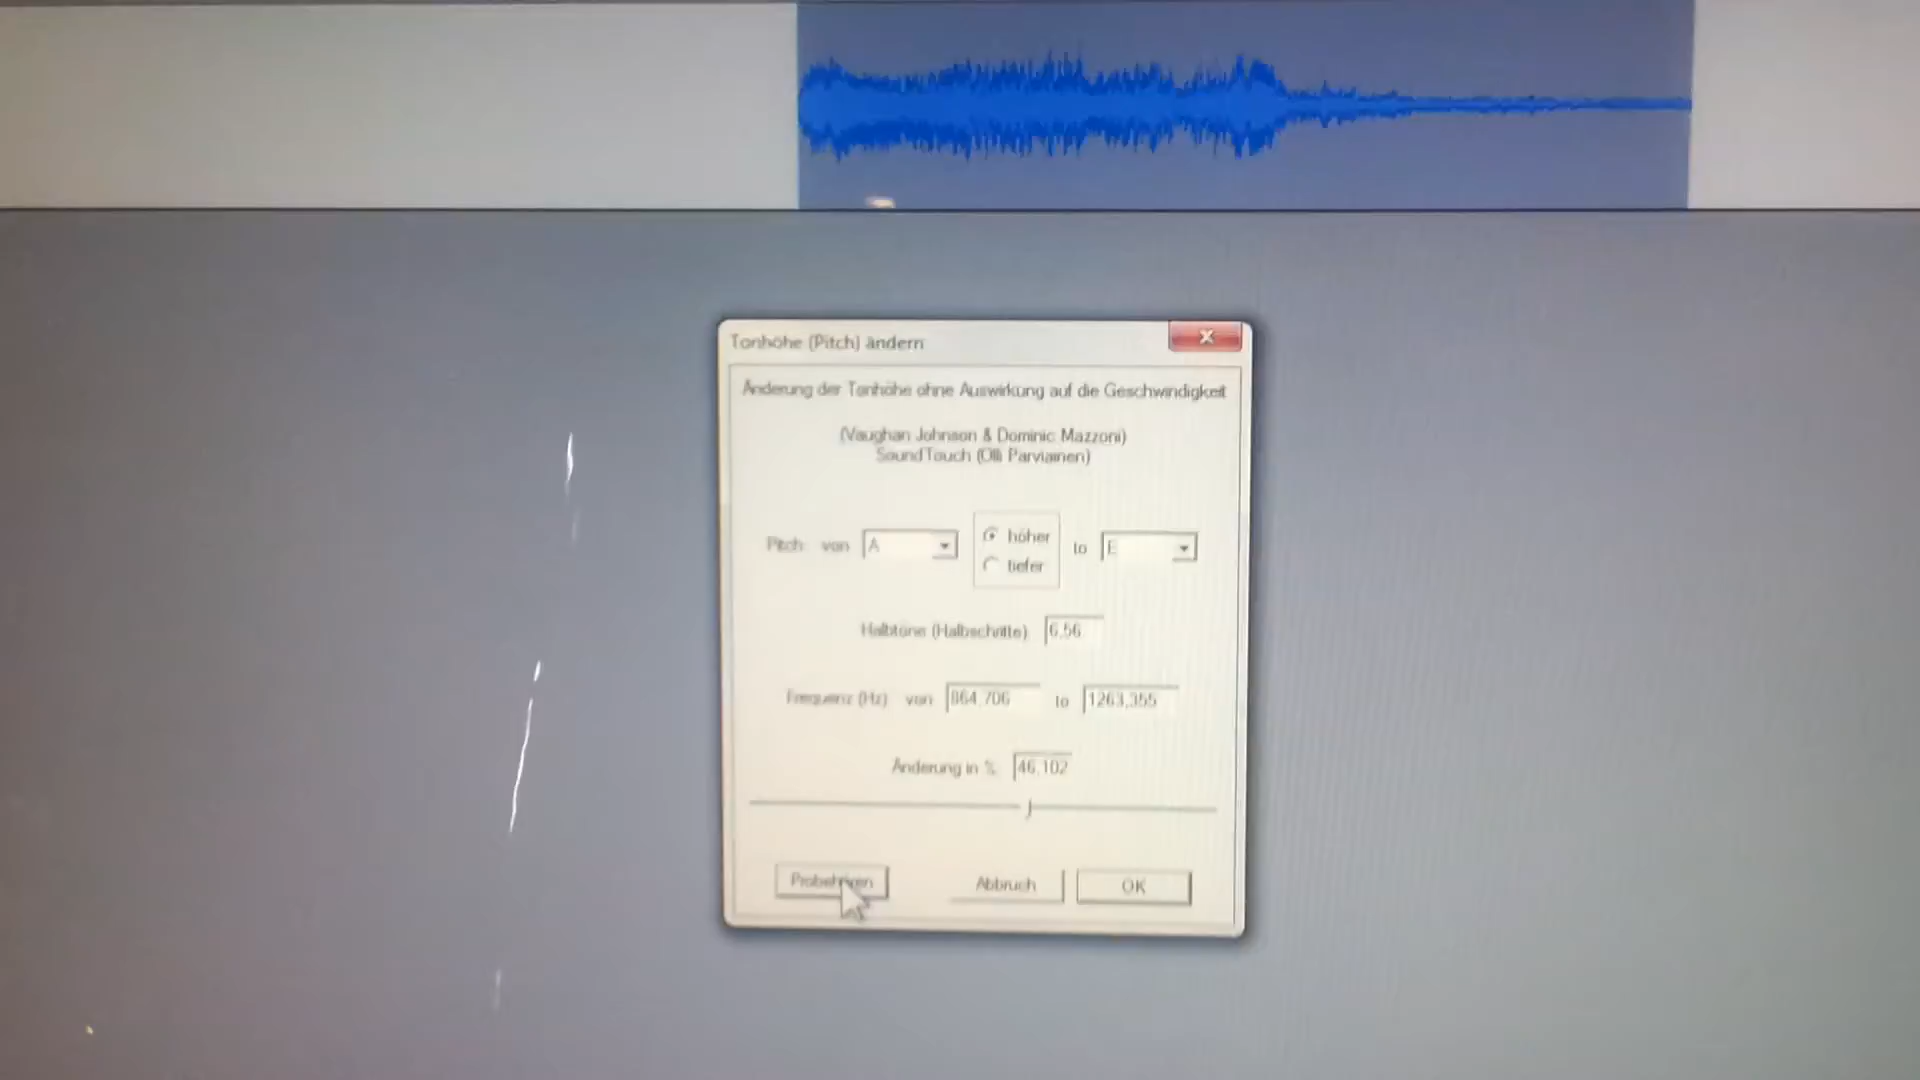 Tonhöhe (Pitch) ändern
Änderung der Tonhöhe ohne Auswirkung auf die Geschwindigkeit
(Vaughan Johnson & Dominic Mazzoni)
SoundTouch (Olli Parviainen)
Pitch von A höher to E
tiefer
Halbtöne (Halbschritte) 6,56
Frequenz (Hz) von 864,706 to 1263,355
Änderung in % 46,102
Probehören Abbruch OK